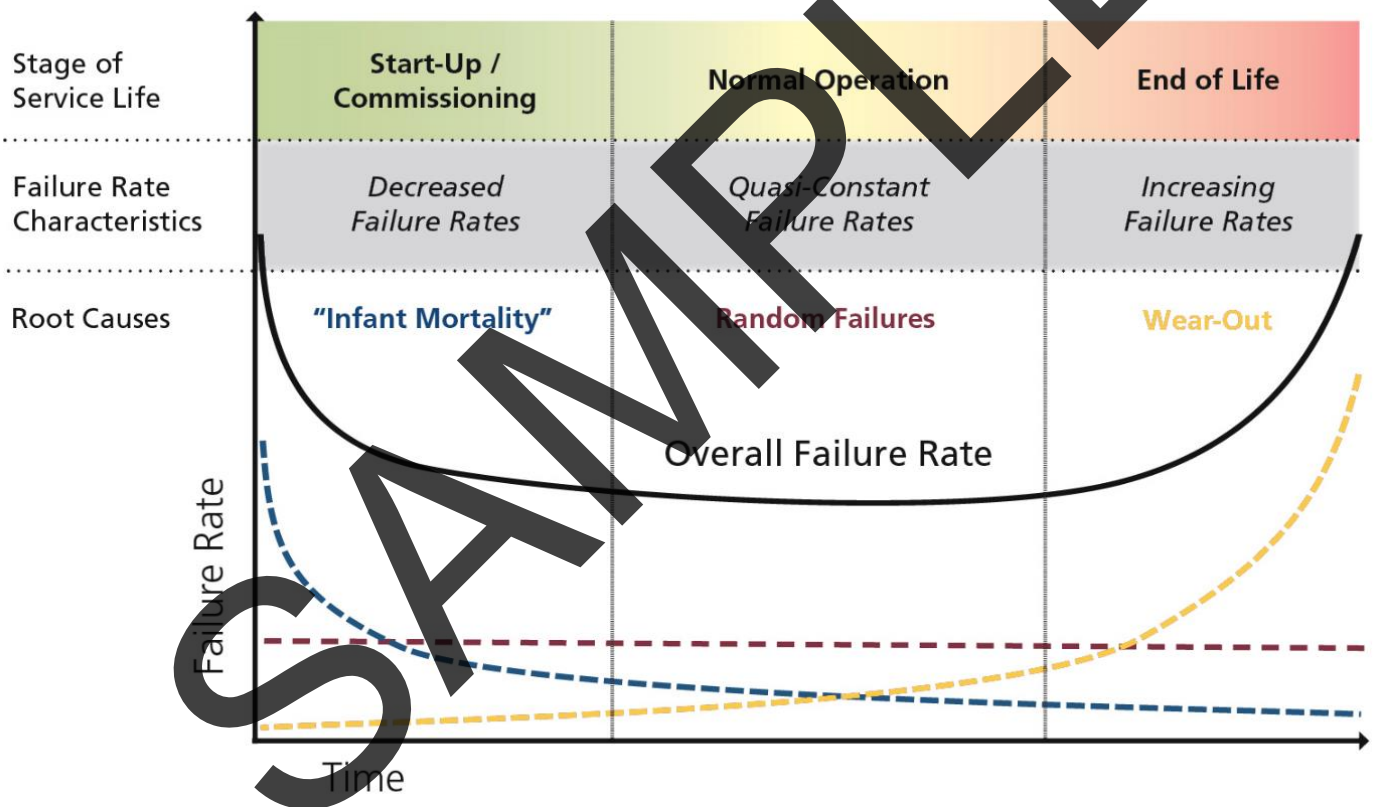 Stage of
Service Life
Start-Up /
Commissioning
Normal Operation
End of Life
Failure Rate
Characteristics
Decreased
Failure Rates
Quasi-Constant
Failure Rates
Increasing
Failure Rates
Root Causes
“Infant Mortality”
Random Failures
Wear-Out
Overall Failure Rate
Failure Rate
Time
SAMPLE